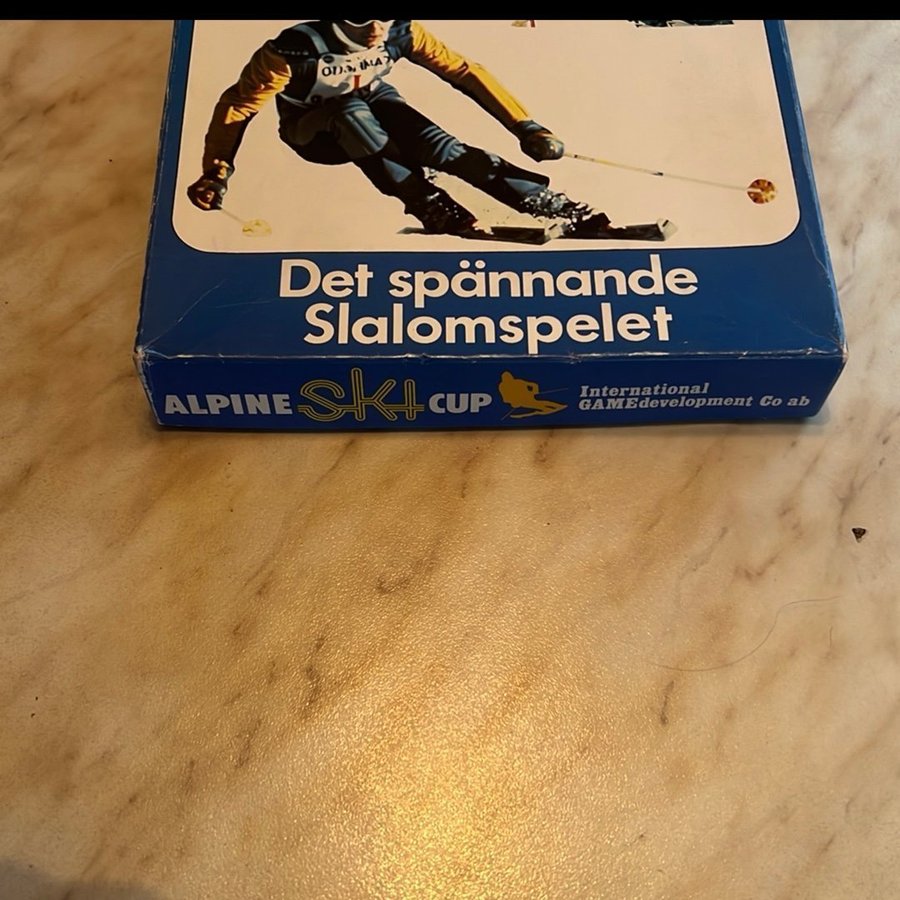 Det spännande
Slalomspelet
ALPINE Ski CUP
International
GAMEdevelopment Co ab